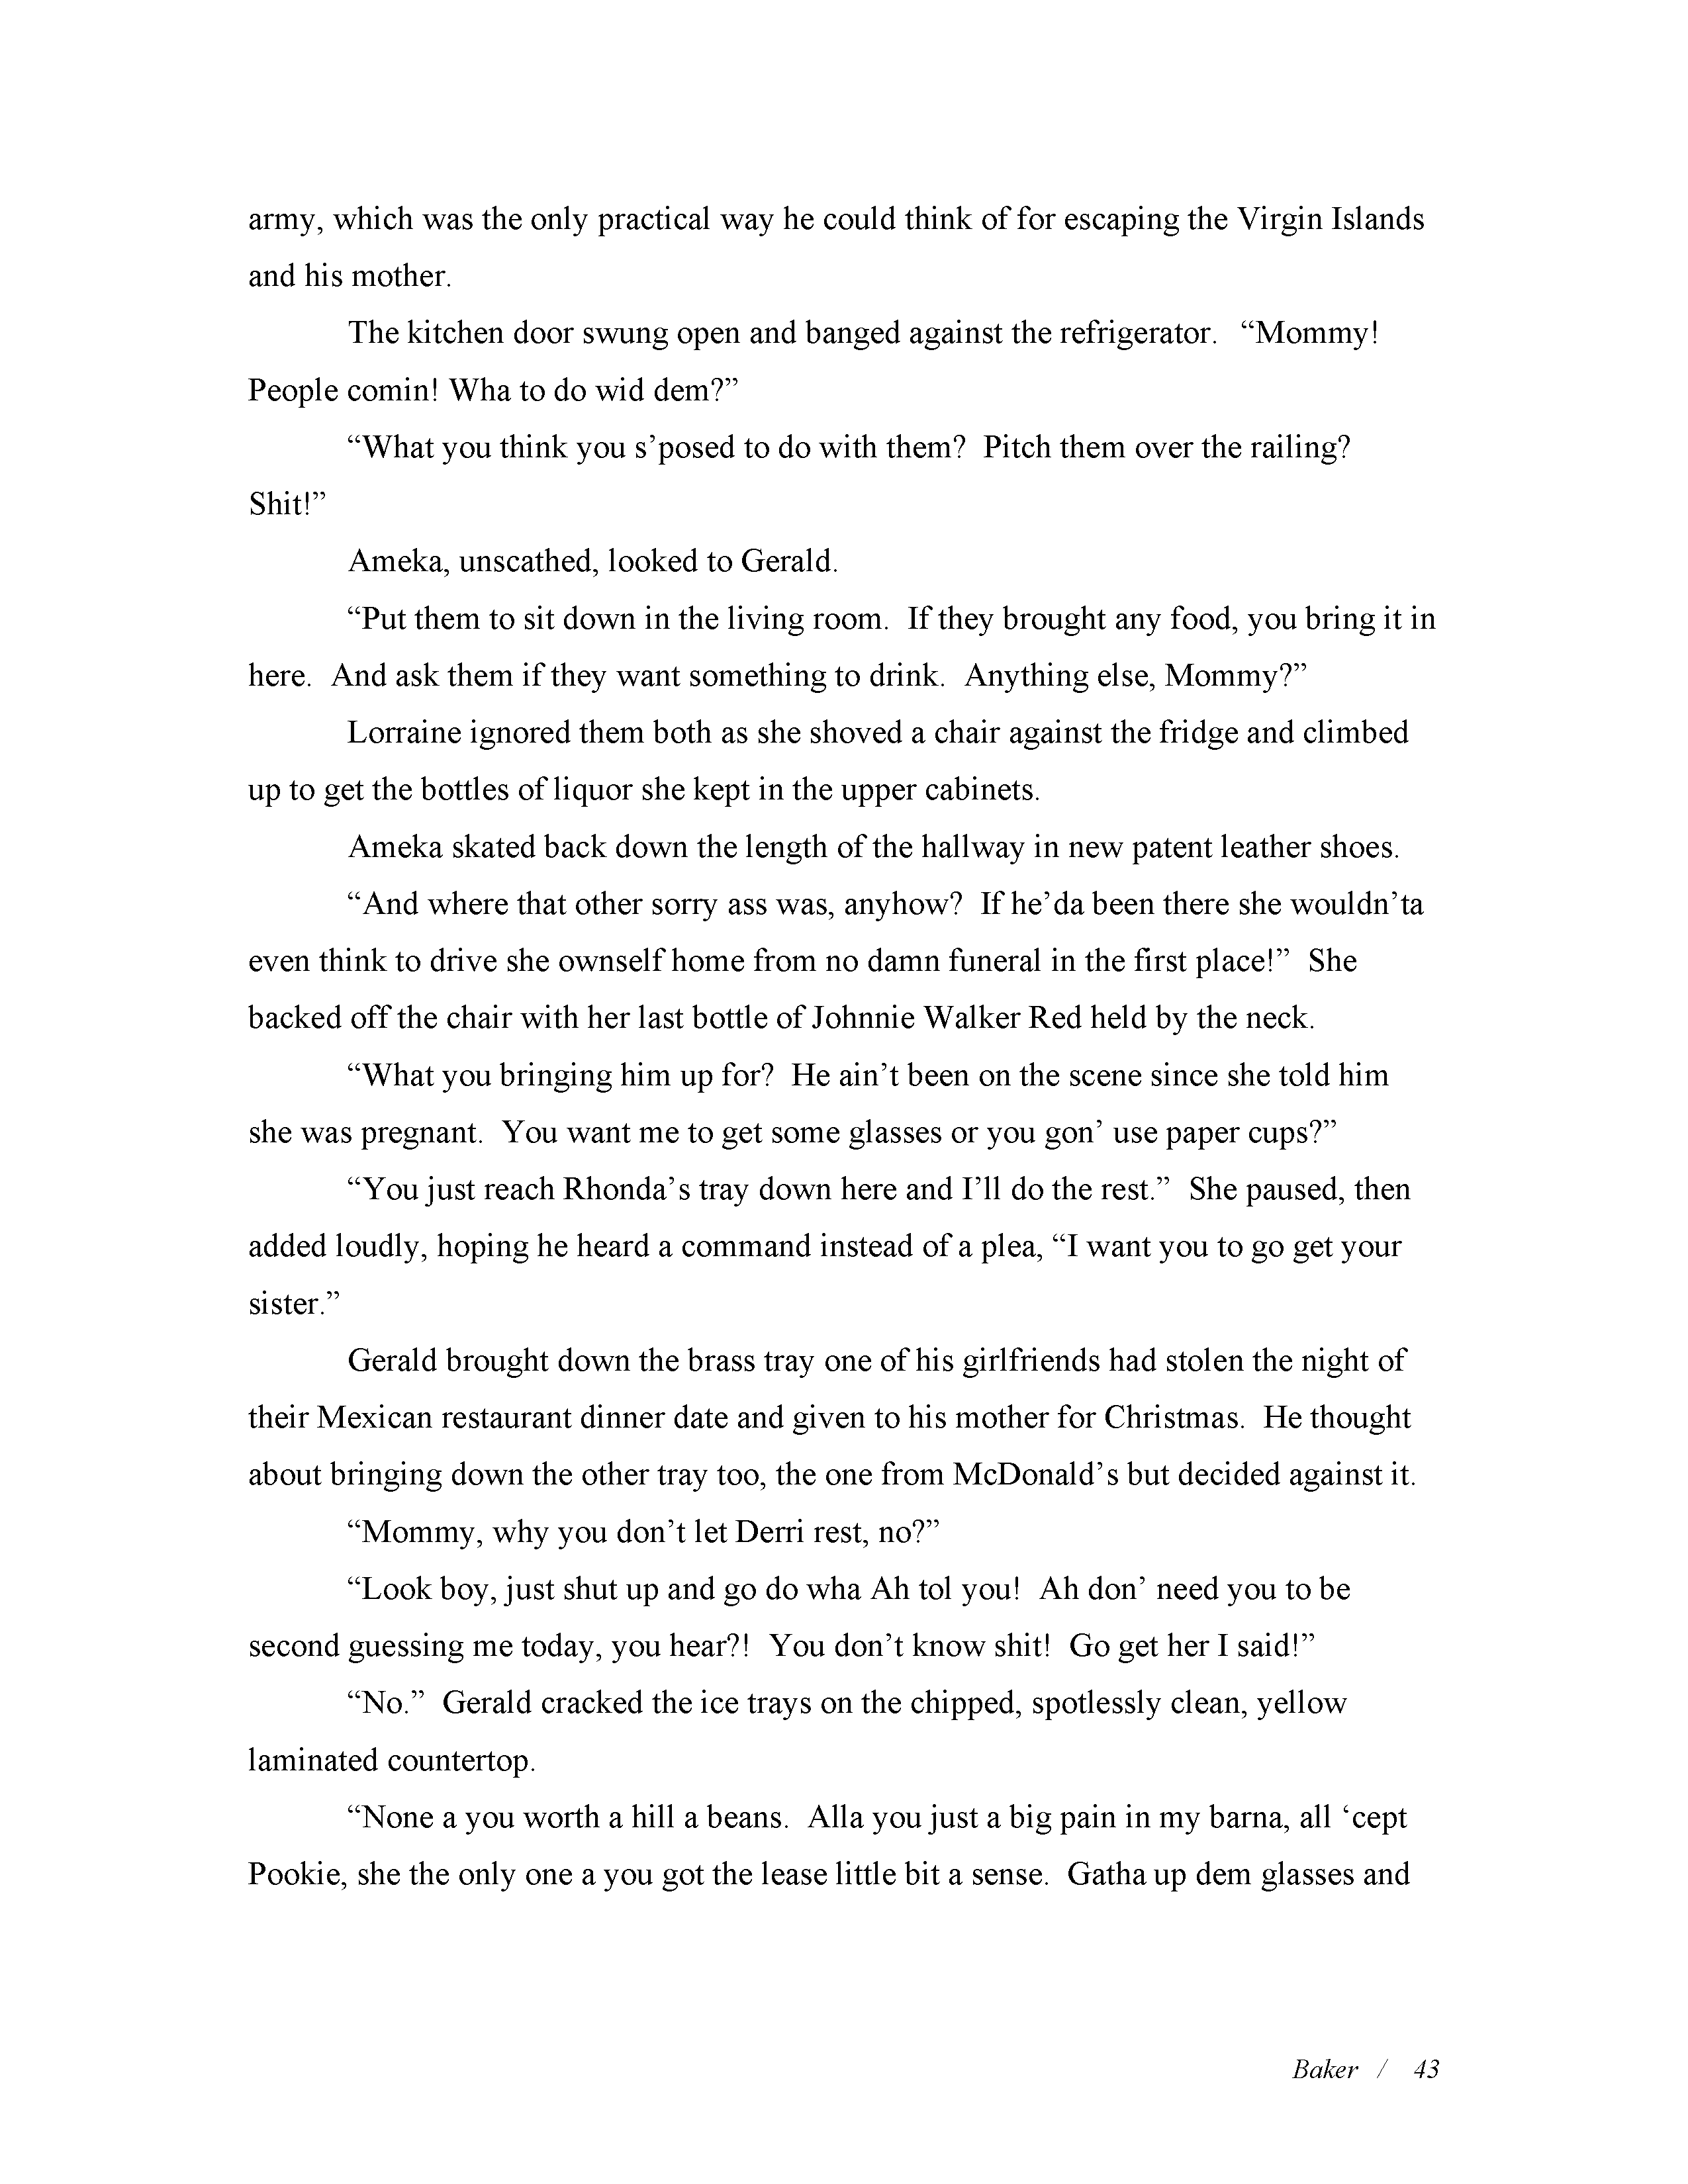 army, which was the only practical way he could think of for escaping the Virgin Islands
and his mother.
The kitchen door swung open and banged against the refrigerator.   “Mommy!
People comin! Wha to do wid dem?”
“What you think you s’posed to do with them?  Pitch them over the railing?
Shit!”
Ameka, unscathed, looked to Gerald.
“Put them to sit down in the living room.  If they brought any food, you bring it in
here.  And ask them if they want something to drink.  Anything else, Mommy?”
Lorraine ignored them both as she shoved a chair against the fridge and climbed
up to get the bottles of liquor she kept in the upper cabinets.
Ameka skated back down the length of the hallway in new patent leather shoes.
“And where that other sorry ass was, anyhow?  If he’da been there she wouldn’ta
even think to drive she ownself home from no damn funeral in the first place!”  She
backed off the chair with her last bottle of Johnnie Walker Red held by the neck.
“What you bringing him up for?  He ain’t been on the scene since she told him
she was pregnant.  You want me to get some glasses or you gon’ use paper cups?”
“You just reach Rhonda’s tray down here and I’ll do the rest.”  She paused, then
added loudly, hoping he heard a command instead of a plea, “I want you to go get your
sister.”
Gerald brought down the brass tray one of his girlfriends had stolen the night of
their Mexican restaurant dinner date and given to his mother for Christmas.  He thought
about bringing down the other tray too, the one from McDonald’s but decided against it.
“Mommy, why you don’t let Derri rest, no?”
“Look boy, just shut up and go do wha Ah tol you!  Ah don’ need you to be
second guessing me today, you hear?!  You don’t know shit!  Go get her I said!”
“No.”  Gerald cracked the ice trays on the chipped, spotlessly clean, yellow
laminated countertop.
“None a you worth a hill a beans.  Alla you just a big pain in my barna, all ‘cept
Pookie, she the only one a you got the lease little bit a sense.  Gatha up dem glasses and
Baker  /   43